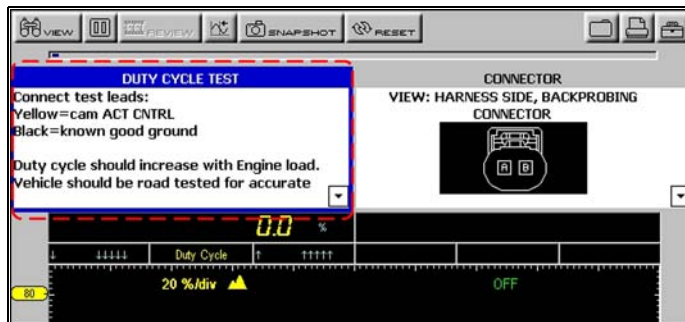 VIEW
REVIEW
SNAPSHOT
RESET
DUTY CYCLE TEST
Connect test leads:
Yellow=cam ACT CNTRL
Black=known good ground
Duty cycle should increase with Engine load.
Vehicle should be road tested for accurate
CONNECTOR
VIEW: HARNESS SIDE, BACKPROBING
CONNECTOR
A B
0.0 %
↓ ↓↓↓↓↓ Duty Cycle ↑ ↑↑↑↑↑
80
20 %/div
OFF